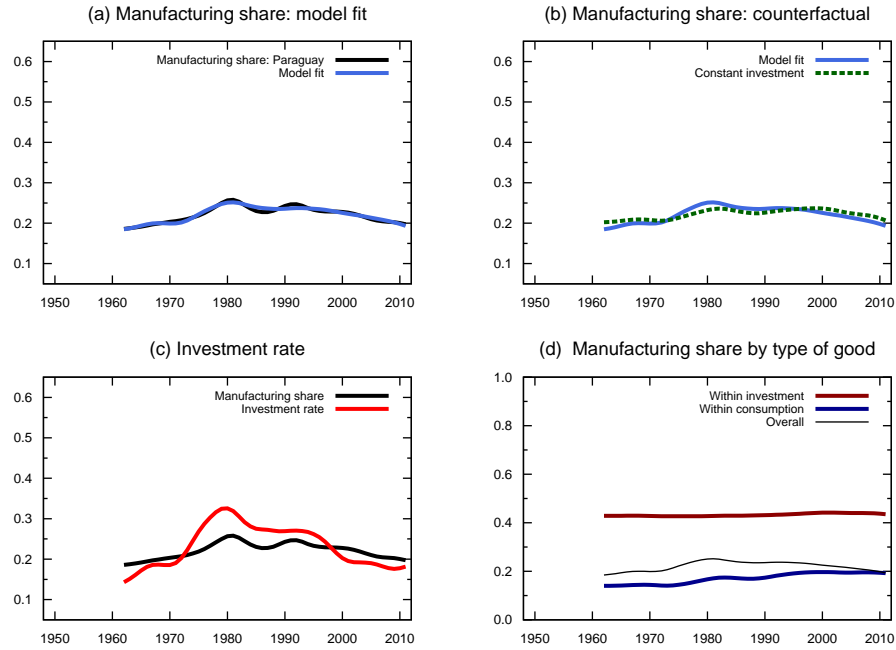 (a) Manufacturing share: model fit
0.6
0.5
0.4
0.3
0.2
0.1
Manufacturing share: Paraguay
Model fit
1950 1960 1970 1980 1990 2000 2010
(b) Manufacturing share: counterfactual
0.6
0.5
0.4
0.3
0.2
0.1
Model fit
Constant investment
1950 1960 1970 1980 1990 2000 2010
(c) Investment rate
0.6
0.5
0.4
0.3
0.2
0.1
Manufacturing share
Investment rate
1950 1960 1970 1980 1990 2000 2010
(d) Manufacturing share by type of good
1.0
0.8
0.6
0.4
0.2
0.0
Within investment
Within consumption
Overall
1950 1960 1970 1980 1990 2000 2010